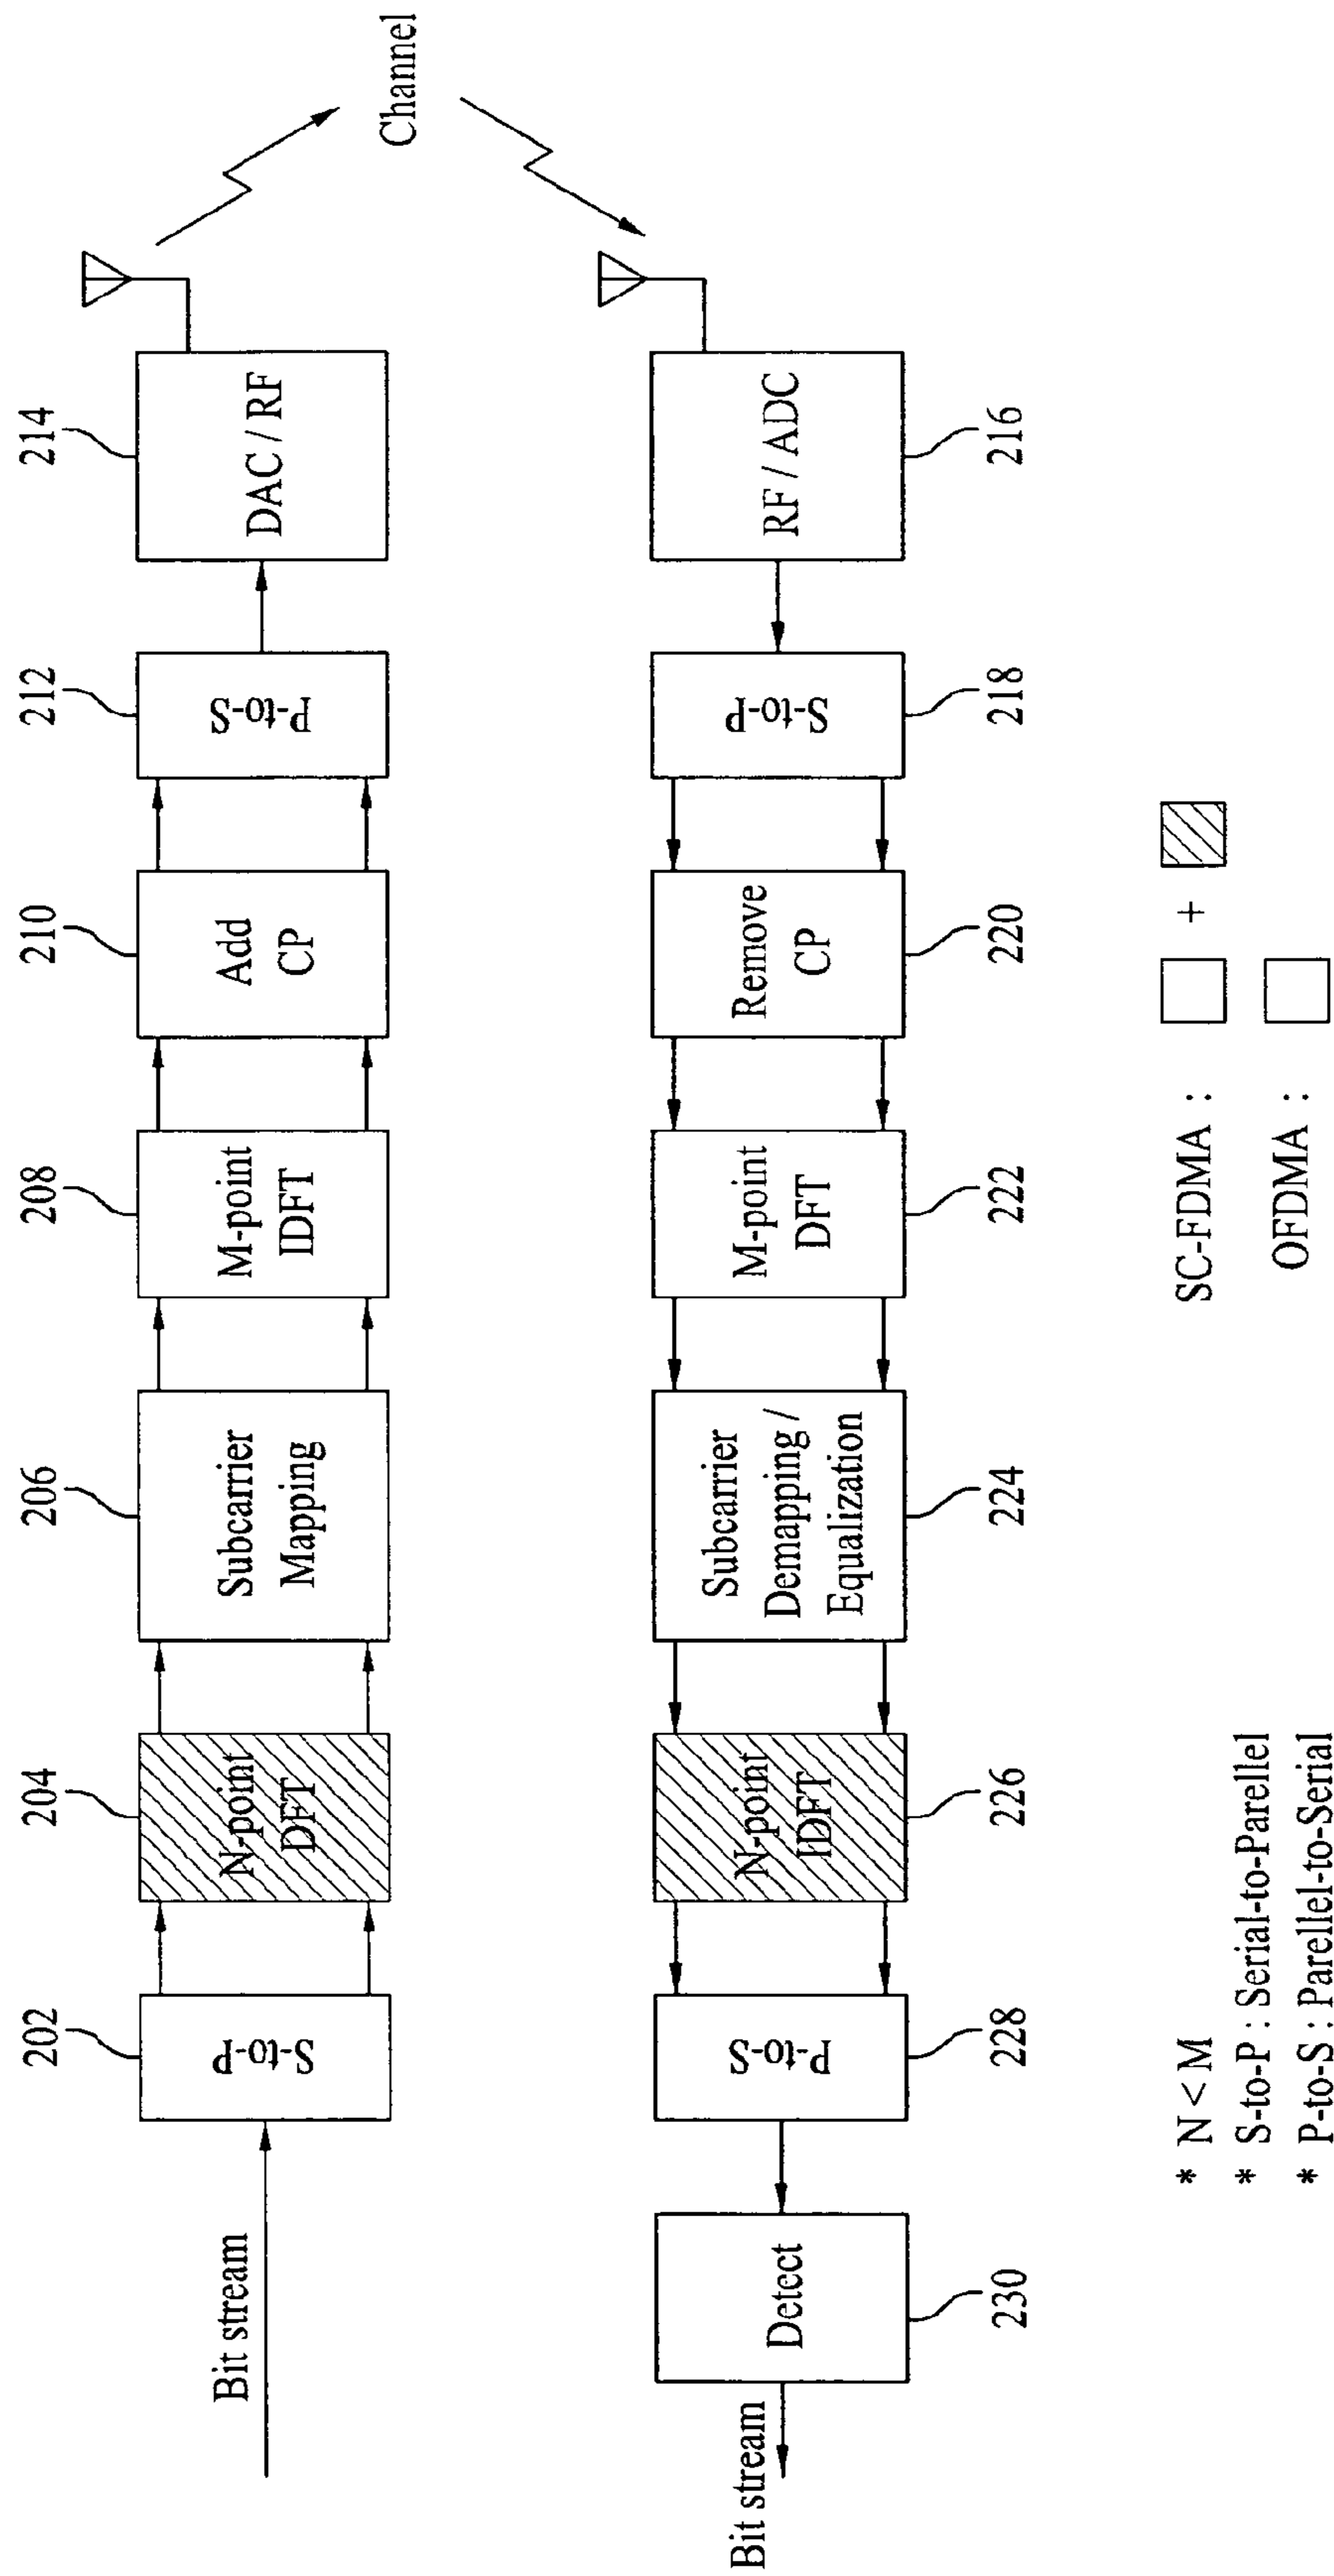 202
204
206
208
210
212
214
Bit stream
S-to-P
N-point
DFT
Subcarrier
Mapping
M-point
IDFT
Add
CP
P-to-S
DAC / RF
Channel
Bit stream
Detect
P-to-S
N-point
IDFT
Subcarrier
Demapping /
Equalization
M-point
DFT
Remove
CP
S-to-P
RF / ADC
230
228
226
224
222
220
218
216
* N < M
* S-to-P : Serial-to-Parellel
* P-to-S : Parellel-to-Serial
SC-FDMA : +
OFDMA :